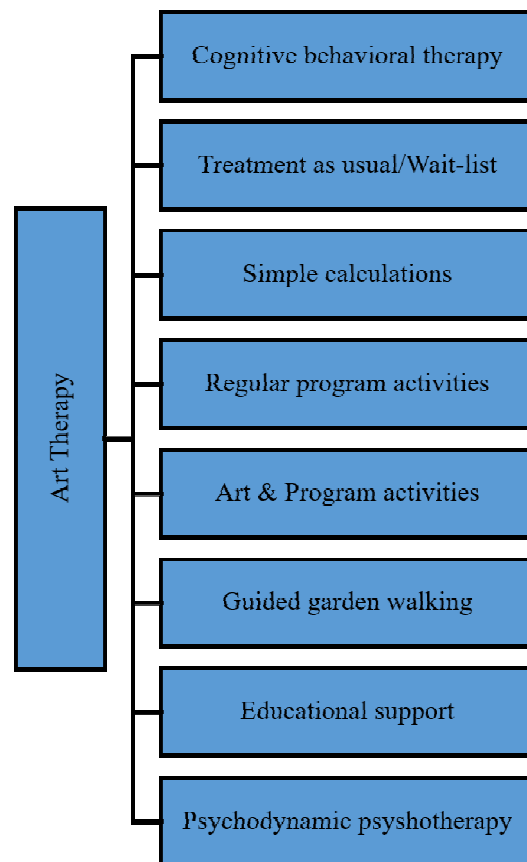 Art Therapy
Cognitive behavioral therapy
Treatment as usual/Wait-list
Simple calculations
Regular program activities
Art & Program activities
Guided garden walking
Educational support
Psychodynamic psyshotherapy